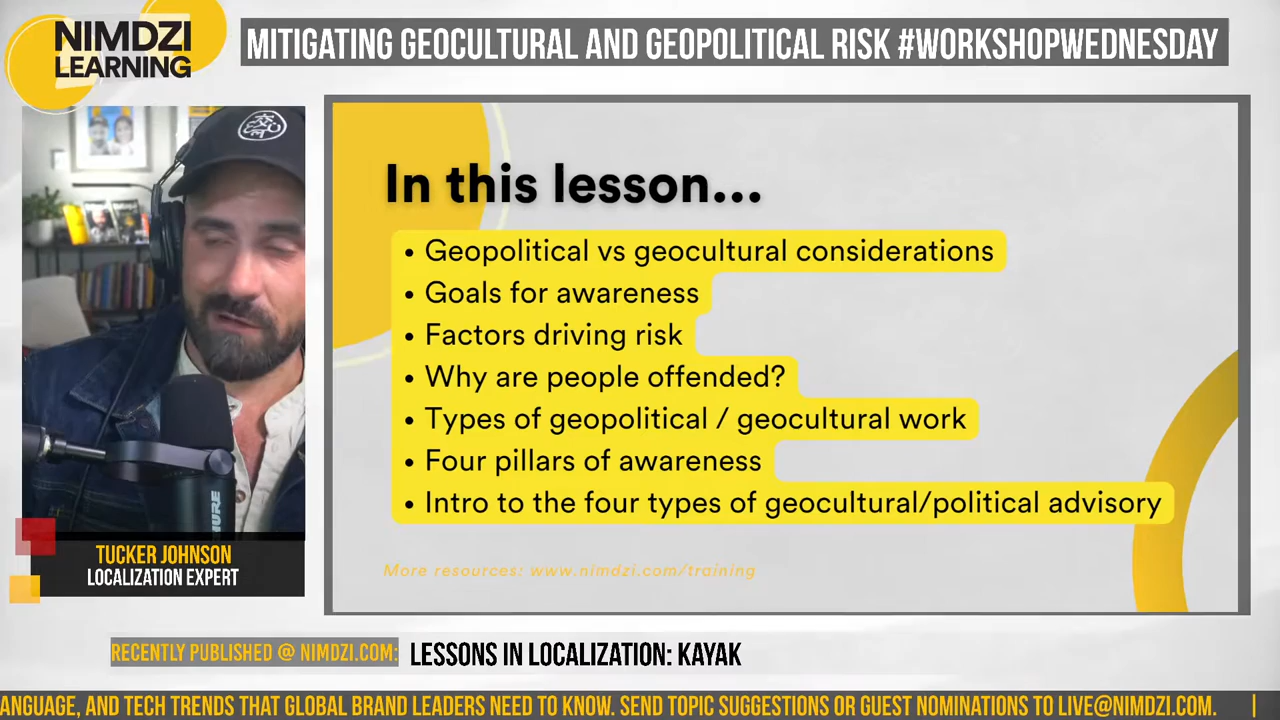 NIMDZI
LEARNING
MITIGATING GEOCULTURAL AND GEOPOLITICAL RISK #WORKSHOPWEDNESDAY
In this lesson...
• Geopolitical vs geocultural considerations
• Goals for awareness
• Factors driving risk
• Why are people offended?
• Types of geopolitical / geocultural work
• Four pillars of awareness
• Intro to the four types of geocultural/political advisory
More resources: www.nimdzi.com/training
SHURE
TUCKER JOHNSON
LOCALIZATION EXPERT
RECENTLY PUBLISHED @ NIMDZI.COM: LESSONS IN LOCALIZATION: KAYAK
ANGUAGE, AND TECH TRENDS THAT GLOBAL BRAND LEADERS NEED TO KNOW. SEND TOPIC SUGGESTIONS OR GUEST NOMINATIONS TO LIVE@NIMDZI.COM. |